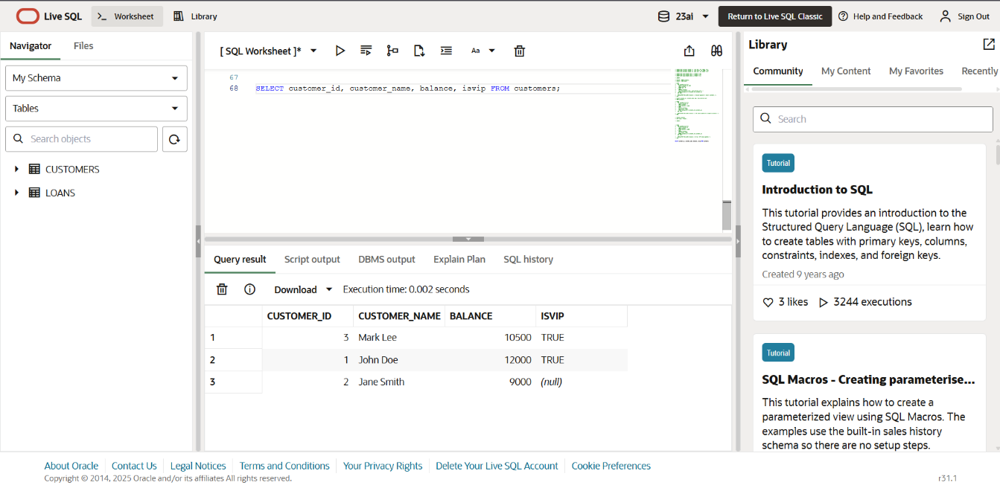 Live SQL
>_ Worksheet
Library
23ai
Return to Live SQL Classic
Help and Feedback
Sign Out
Navigator
Files
My Schema
Tables
Search objects
CUSTOMERS
LOANS
[ SQL Worksheet ]*
Aa
67
68 SELECT customer_id, customer_name, balance, isvip FROM customers;
Query result
Script output
DBMS output
Explain Plan
SQL history
Download
Execution time: 0.002 seconds
CUSTOMER_ID CUSTOMER_NAME BALANCE ISVIP
1 3 Mark Lee 10500 TRUE
2 1 John Doe 12000 TRUE
3 2 Jane Smith 9000 (null)
Library
Community
My Content
My Favorites
Recently
Search
Tutorial
Introduction to SQL
This tutorial provides an introduction to the
Structured Query Language (SQL), learn how
to create tables with primary keys, columns,
constraints, indexes, and foreign keys.
Created 9 years ago
3 likes 3244 executions
Tutorial
SQL Macros - Creating parameterise...
This tutorial explains how to create a
parameterized view using SQL Macros. The
examples use the built-in sales history
schema so there are no setup steps.
About Oracle
Contact Us
Legal Notices
Terms and Conditions
Your Privacy Rights
Delete Your Live SQL Account
Cookie Preferences
Copyright © 2014, 2025 Oracle and/or its affiliates All rights reserved.
r31.1